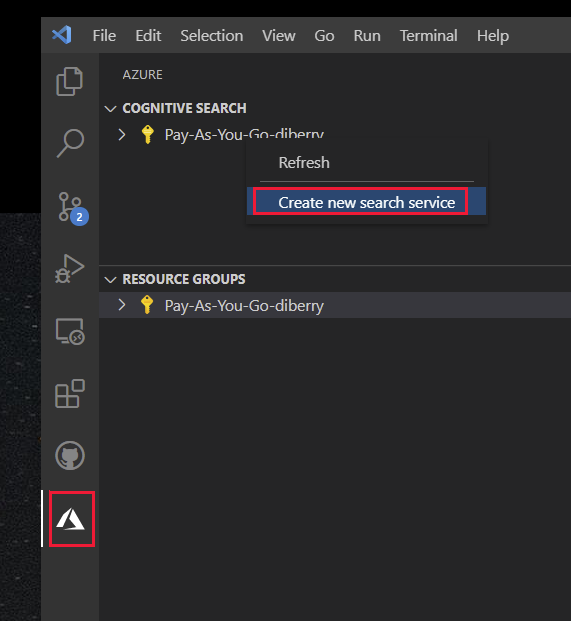 File Edit Selection View Go Run Terminal Help
AZURE
COGNITIVE SEARCH
Pay-As-You-Go-diberry
Refresh
Create new search service
2
RESOURCE GROUPS
Pay-As-You-Go-diberry